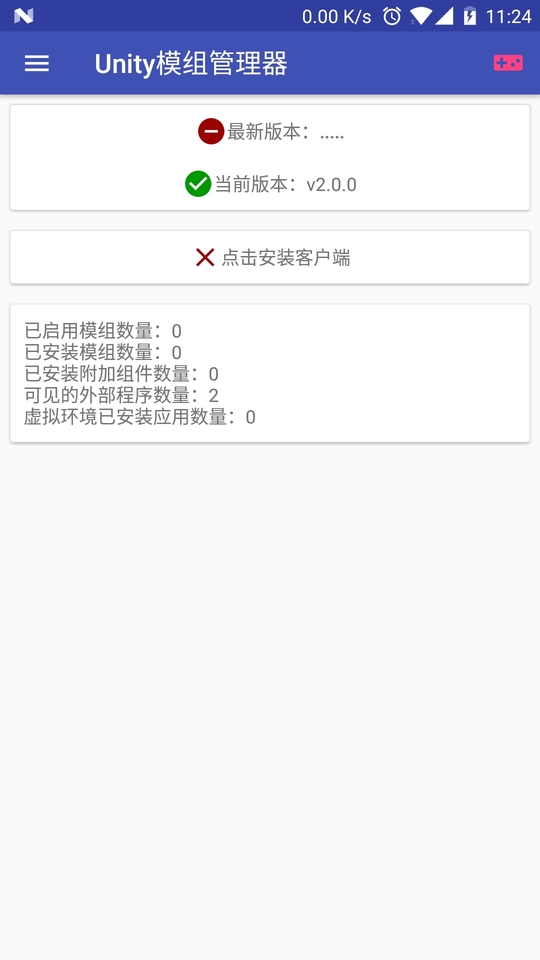 0.00 K/s 11:24
Unity模组管理器
最新版本：.....
当前版本：v2.0.0
点击安装客户端
已启用模组数量：0
已安装模组数量：0
已安装附加组件数量：0
可见的外部程序数量：2
虚拟环境已安装应用数量：0